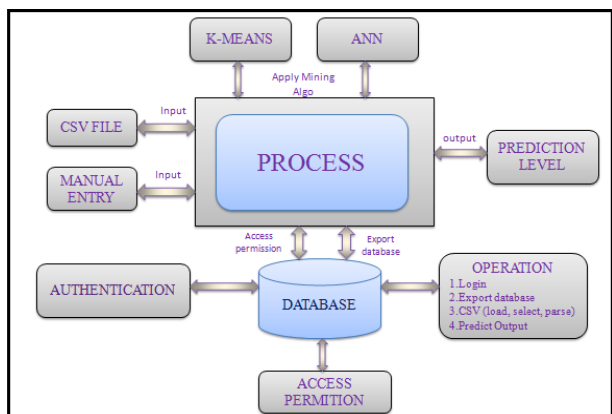 K-MEANS
ANN
Apply Mining
Algo
Input
CSV FILE
PROCESS
output
PREDICTION
LEVEL
Input
MANUAL
ENTRY
Access
permission
Export
database
AUTHENTICATION
DATABASE
OPERATION
1.Login
2.Export database
3.CSV (load, select, parse)
4.Predict Output
ACCESS
PERMITION